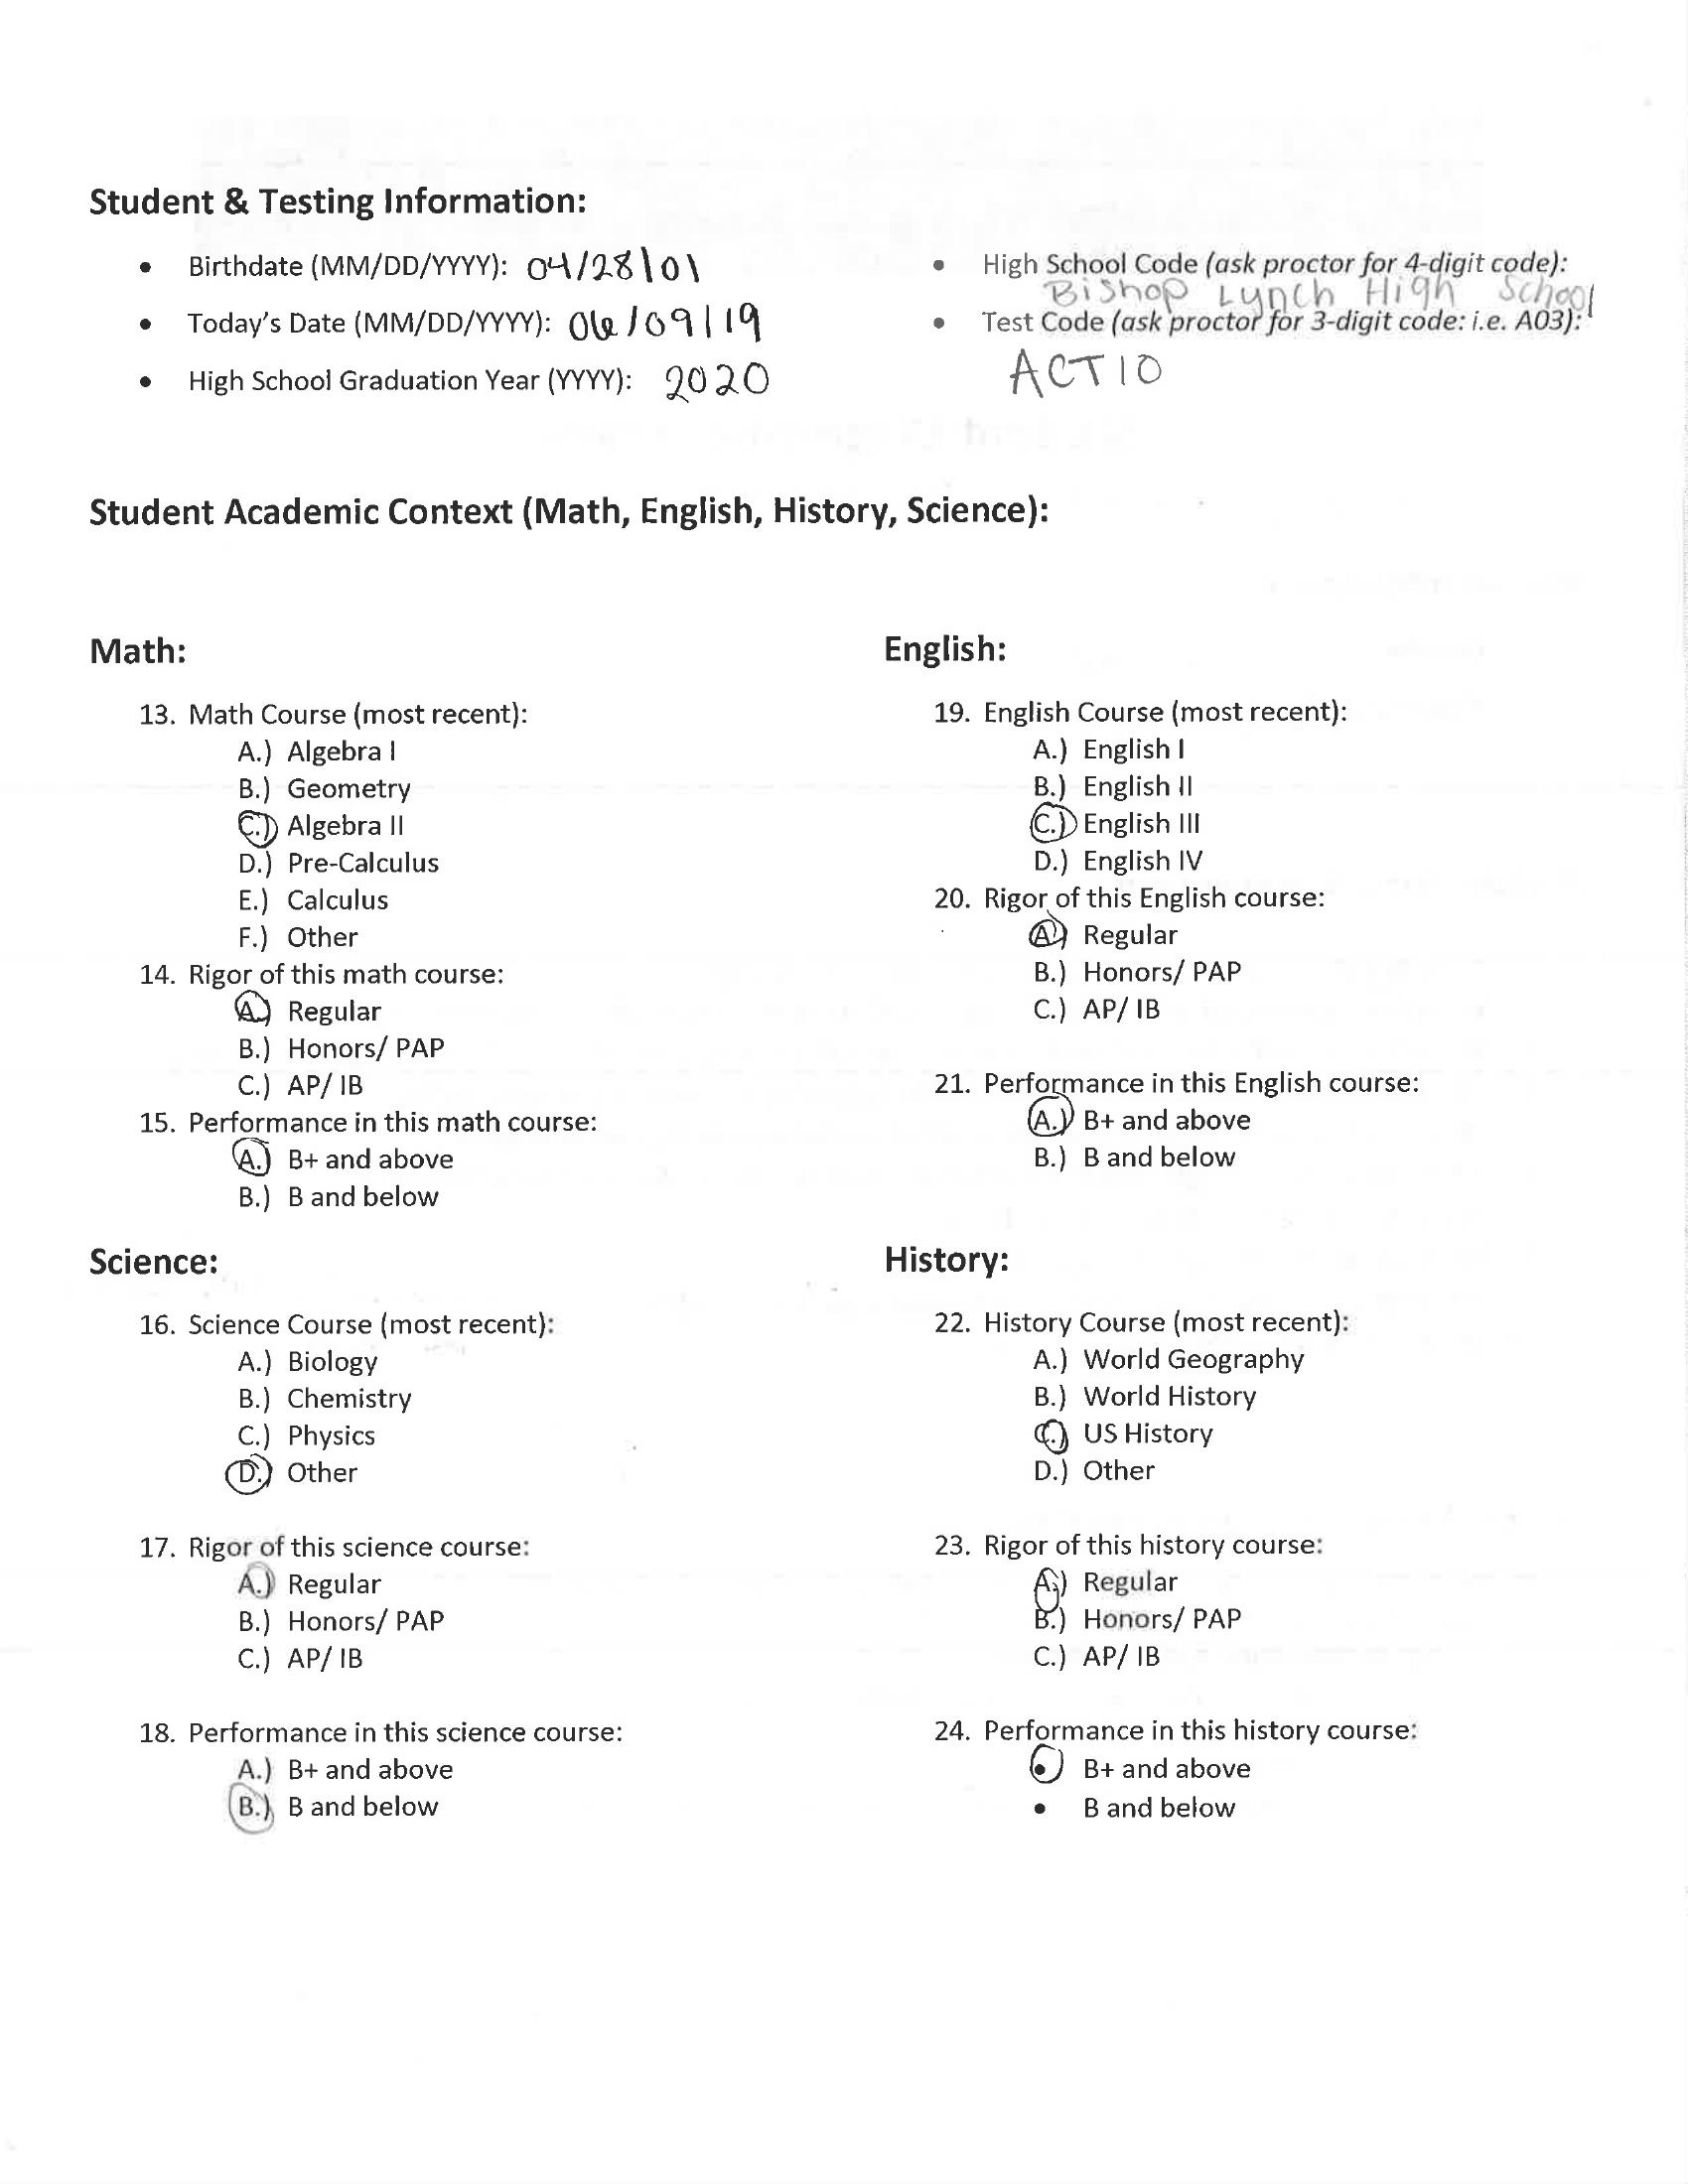 Student & Testing Information:
• Birthdate (MM/DD/YYYY): 04/28\01
• Today's Date (MM/DD/YYYY): 06/09/19
• High School Graduation Year (YYYY): 2020
• High School Code (ask proctor for 4-digit code):
Bishop Lynch High School
• Test Code (ask proctor for 3-digit code: i.e. A03):
ACT10
Student Academic Context (Math, English, History, Science):
Math:
13. Math Course (most recent):
A.) Algebra I
B.) Geometry
C.) Algebra II
D.) Pre-Calculus
E.) Calculus
F.) Other
14. Rigor of this math course:
A.) Regular
B.) Honors/ PAP
C.) AP/ IB
15. Performance in this math course:
A.) B+ and above
B.) B and below
English:
19. English Course (most recent):
A.) English I
B.) English II
C.) English III
D.) English IV
20. Rigor of this English course:
A.) Regular
B.) Honors/ PAP
C.) AP/ IB
21. Performance in this English course:
A.) B+ and above
B.) B and below
Science:
16. Science Course (most recent):
A.) Biology
B.) Chemistry
C.) Physics
D.) Other
17. Rigor of this science course:
A.) Regular
B.) Honors/ PAP
C.) AP/ IB
18. Performance in this science course:
A.) B+ and above
B.) B and below
History:
22. History Course (most recent):
A.) World Geography
B.) World History
C.) US History
D.) Other
23. Rigor of this history course:
A.) Regular
B.) Honors/ PAP
C.) AP/ IB
24. Performance in this history course:
• B+ and above
• B and below